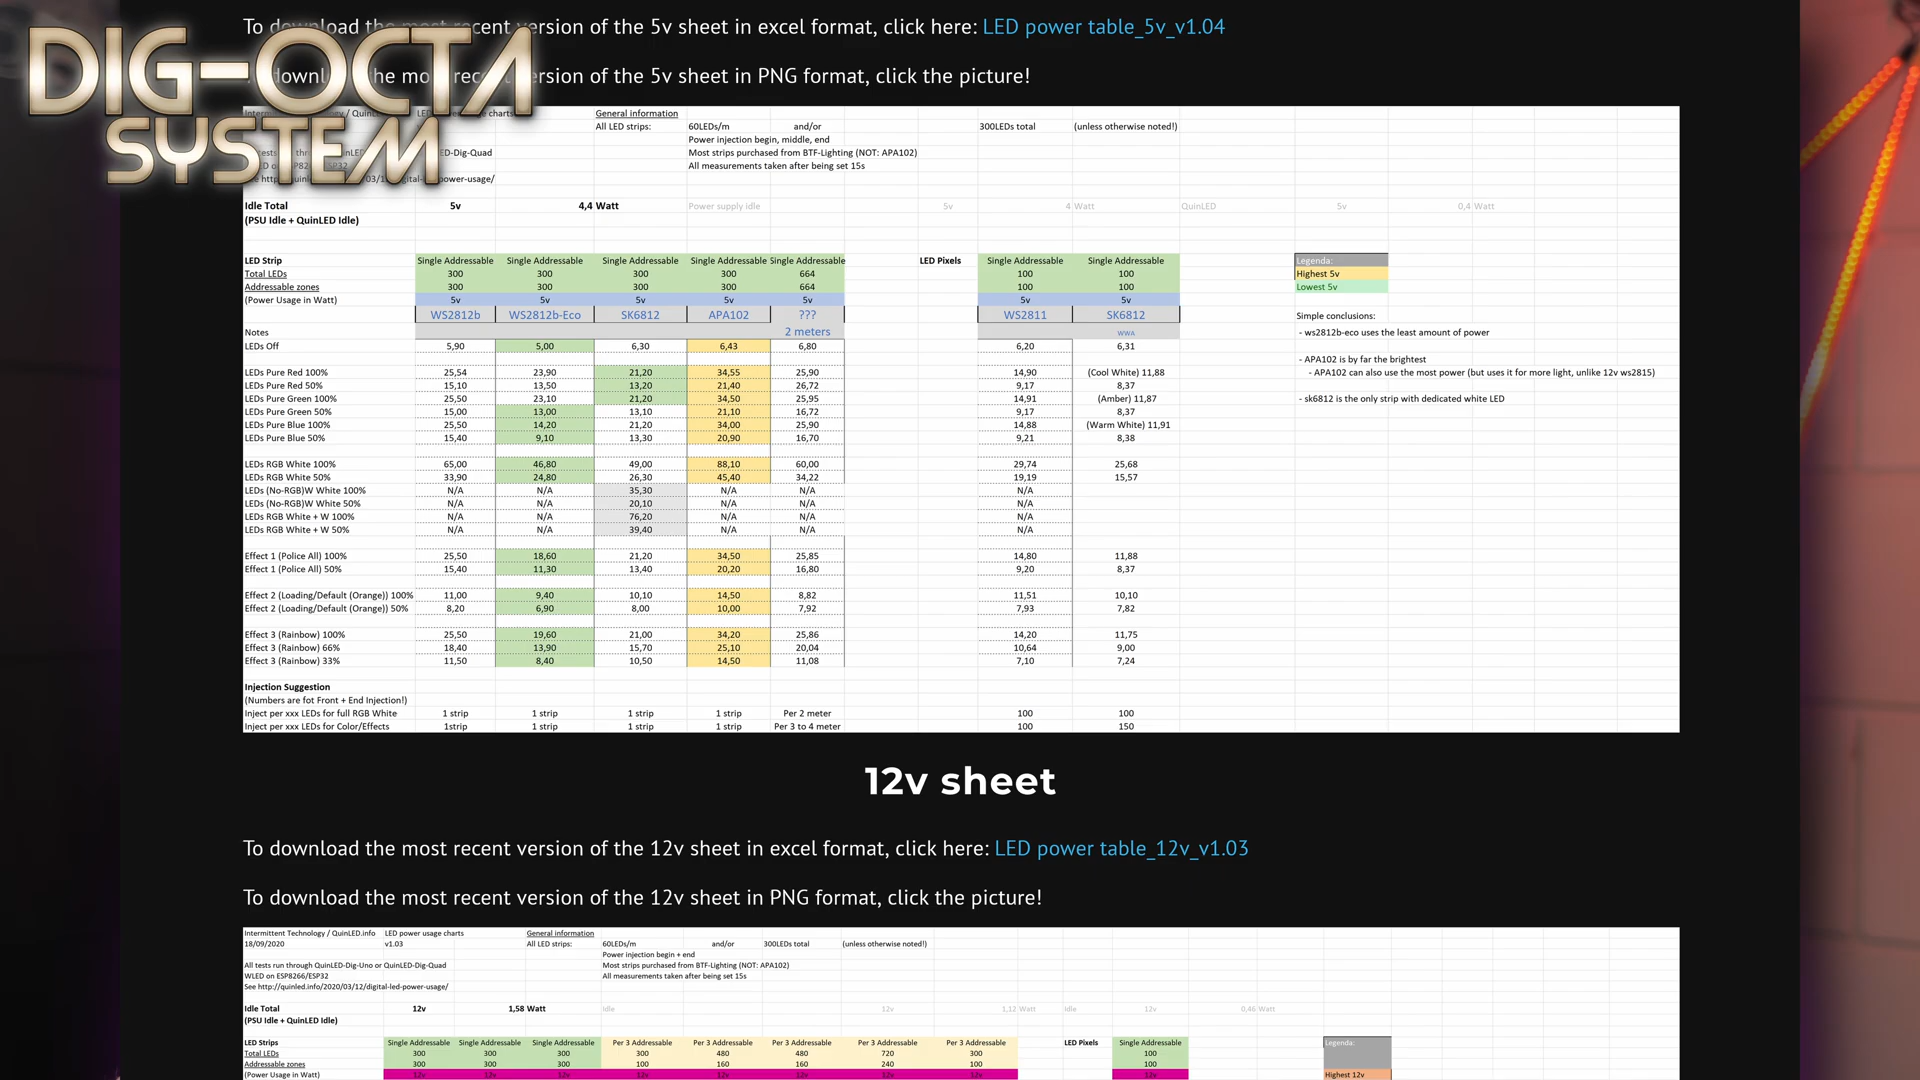 To download the most recent version of the 5v sheet in excel format, click here: LED power table_5v_v1.04
DIG-OCTA
SYSTEM
the most recent version of the 5v sheet in PNG format, click the picture!
General information
All LED strips: 60LEDs/m and/or 300LEDs total (unless otherwise noted!)
Power injection begin, middle, end
Most strips purchased from BTF-Lighting (NOT: APA102)
All measurements taken after being set 15s
Idle Total 5v 4,4 Watt Power supply idle 5v 4 Watt QuinLED 5v 0,4 Watt
(PSU Idle + QuinLED Idle)
LED Strip Single Addressable Single Addressable Single Addressable Single Addressable Single Addressable LED Pixels Single Addressable Single Addressable Legenda:
Total LEDs 300 300 300 300 664 100 100 Highest 5v
Addressable zones 300 300 300 300 664 100 100 Lowest 5v
(Power Usage in Watt) 5v 5v 5v 5v 5v 5v 5v
WS2812b WS2812b-Eco SK6812 APA102 ??? WS2811 SK6812 Simple conclusions:
Notes 2 meters WWA - ws2812b-eco uses the least amount of power
LEDs Off 5,90 5,00 6,30 6,43 6,80 6,20 6,31
- APA102 is by far the brightest
LEDs Pure Red 100% 25,54 23,90 21,20 34,55 25,90 14,90 (Cool White) 11,88 - APA102 can also use the most power (but uses it for more light, unlike 12v ws2815)
LEDs Pure Red 50% 15,10 13,50 13,20 21,40 26,72 9,17 8,37
LEDs Pure Green 100% 25,50 23,10 21,20 34,50 25,95 14,91 (Amber) 11,87 - sk6812 is the only strip with dedicated white LED
LEDs Pure Green 50% 15,00 13,00 13,10 21,10 16,72 9,17 8,37
LEDs Pure Blue 100% 25,50 14,20 21,20 34,00 25,90 14,88 (Warm White) 11,91
LEDs Pure Blue 50% 15,40 9,10 13,30 20,90 16,70 9,21 8,38
LEDs RGB White 100% 65,00 46,80 49,00 88,10 60,00 29,74 25,68
LEDs RGB White 50% 33,90 24,80 26,30 45,40 34,22 19,19 15,57
LEDs (No-RGB)W White 100% N/A N/A 35,30 N/A N/A N/A
LEDs (No-RGB)W White 50% N/A N/A 20,10 N/A N/A N/A
LEDs RGB White + W 100% N/A N/A 76,20 N/A N/A N/A
LEDs RGB White + W 50% N/A N/A 39,40 N/A N/A N/A
Effect 1 (Police All) 100% 25,50 18,60 21,20 34,50 25,85 14,80 11,88
Effect 1 (Police All) 50% 15,40 11,30 13,40 20,20 16,80 9,20 8,37
Effect 2 (Loading/Default (Orange)) 100% 11,00 9,40 10,10 14,50 8,82 11,51 10,10
Effect 2 (Loading/Default (Orange)) 50% 8,20 6,90 8,00 10,00 7,92 7,93 7,82
Effect 3 (Rainbow) 100% 25,50 19,60 21,00 34,20 25,86 14,20 11,75
Effect 3 (Rainbow) 66% 18,40 13,90 15,70 25,10 20,04 10,64 9,00
Effect 3 (Rainbow) 33% 11,50 8,40 10,50 14,50 11,08 7,10 7,24
Injection Suggestion
(Numbers are fot Front + End Injection!)
Inject per xxx LEDs for full RGB White 1 strip 1 strip 1 strip 1 strip Per 2 meter 100 100
Inject per xxx LEDs for Color/Effects 1strip 1 strip 1 strip 1 strip Per 3 to 4 meter 100 150
12v sheet
To download the most recent version of the 12v sheet in excel format, click here: LED power table_12v_v1.03
To download the most recent version of the 12v sheet in PNG format, click the picture!
Intermittent Technology / QuinLED.info LED power usage charts General information
18/09/2020 v1.03 All LED strips: 60LEDs/m and/or 300LEDs total (unless otherwise noted!)
Power injection begin + end
All tests run through QuinLED-Dig-Uno or QuinLED-Dig-Quad Most strips purchased from BTF-Lighting (NOT: APA102)
WLED on ESP8266/ESP32 All measurements taken after being set 15s
See http://quinled.info/2020/03/12/digital-led-power-usage/
Idle Total 12v 1,58 Watt Idle 12v 1,12 Watt Idle 12v 0,46 Watt
(PSU Idle + QuinLED Idle)
LED Strips Single Addressable Single Addressable Single Addressable Per 3 Addressable Per 3 Addressable Per 3 Addressable Per 3 Addressable Per 3 Addressable LED Pixels Single Addressable Legenda:
Total LEDs 300 300 300 300 480 480 720 300 100
Addressable zones 300 300 300 100 160 160 240 100 100
(Power Usage in Watt) 12v 12v 12v 12v 12v 12v 12v 12v 12v Highest 12v